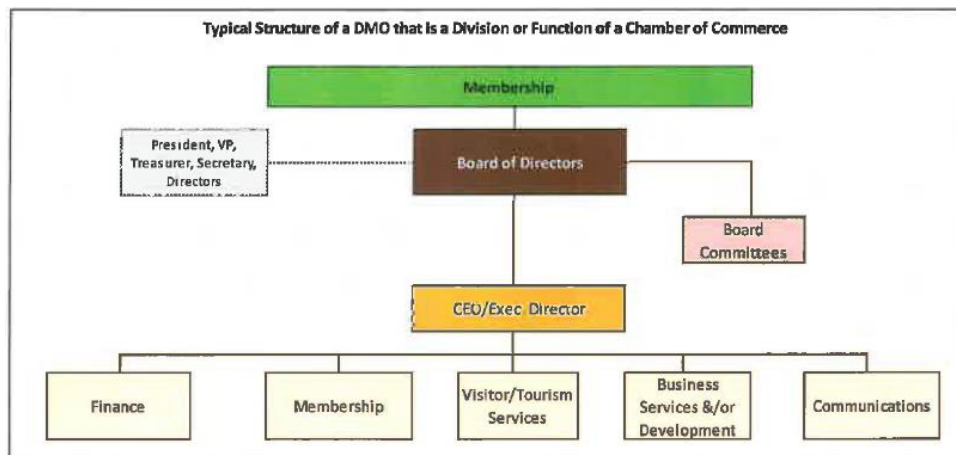 Typical Structure of a DMO that is a Division or Function of a Chamber of Commerce
Membership
President, VP,
Treasurer, Secretary,
Directors
Board of Directors
Board
Committees
CEO/Exec Director
Finance
Membership
Visitor/Tourism
Services
Business
Services &/or
Development
Communications